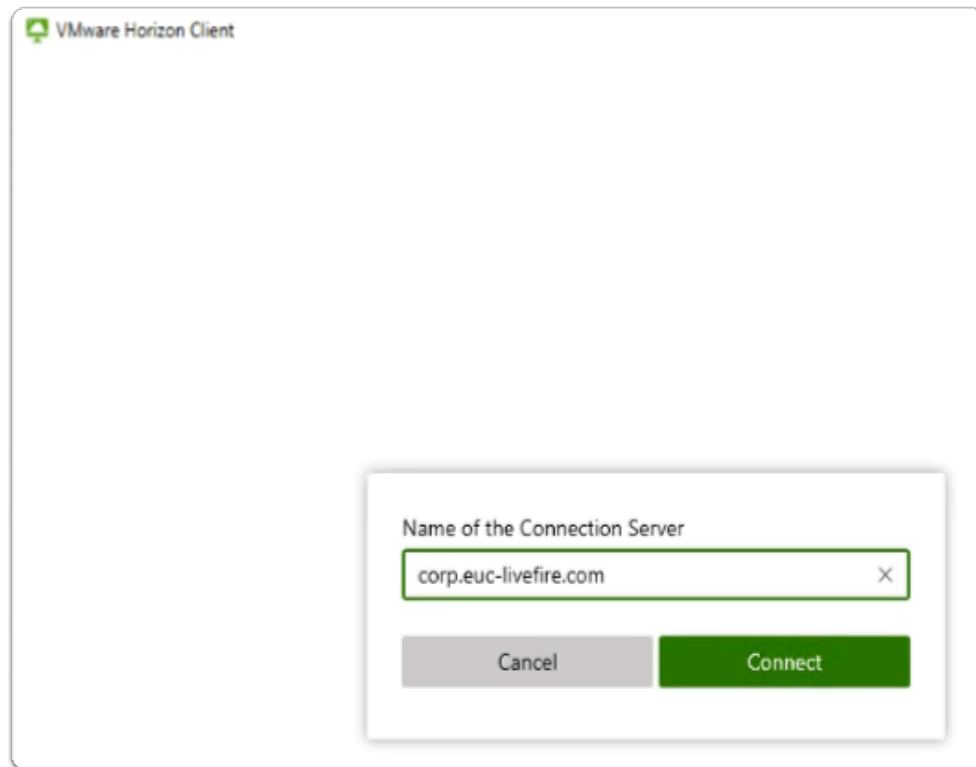 VMware Horizon Client
Name of the Connection Server
corp.euc-livefire.com
Cancel Connect